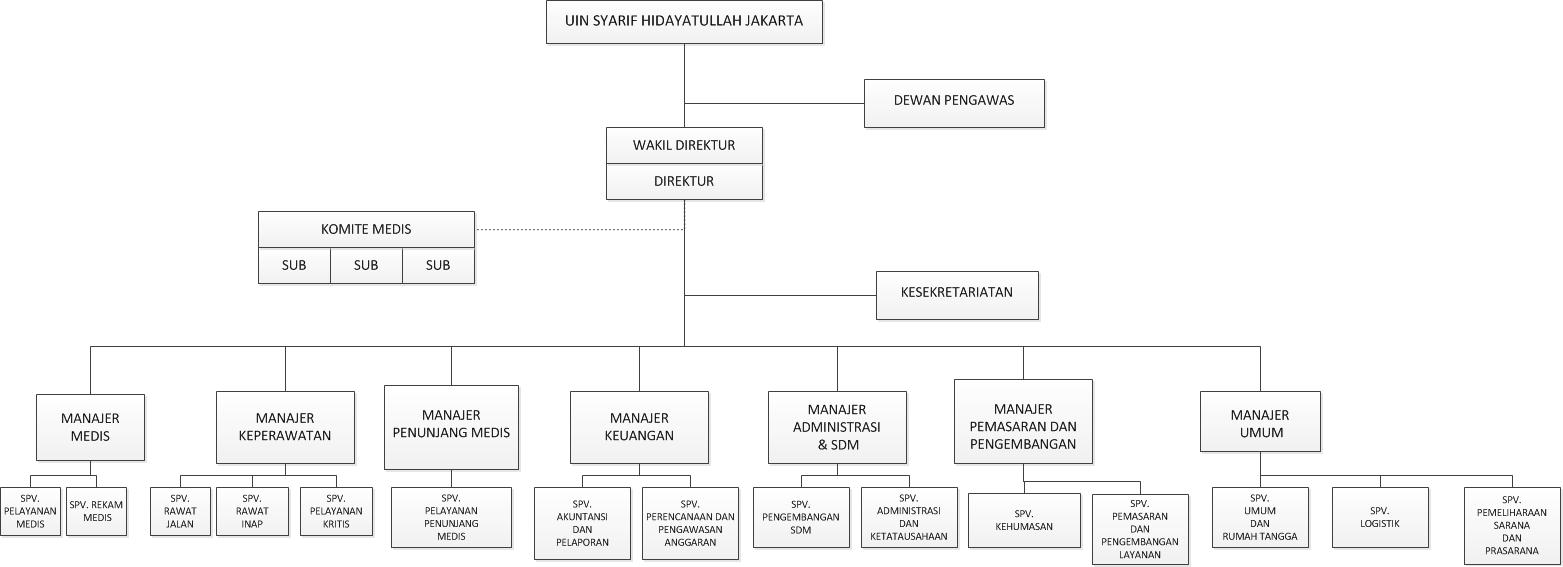 UIN SYARIF HIDAYATULLAH JAKARTA
DEWAN PENGAWAS
WAKIL DIREKTUR
DIREKTUR
KOMITE MEDIS
SUB
SUB
SUB
KESEKRETARIATAN
MANAJER
MEDIS
MANAJER
KEPERAWATAN
MANAJER
PENUNJANG MEDIS
MANAJER
KEUANGAN
MANAJER
ADMINISTRASI
& SDM
MANAJER
PEMASARAN DAN
PENGEMBANGAN
MANAJER
UMUM
SPV.
PELAYANAN
MEDIS
SPV. REKAM
MEDIS
SPV.
RAWAT
JALAN
SPV.
RAWAT
INAP
SPV.
PELAYANAN
KRITIS
SPV.
PELAYANAN
PENUNJANG
MEDIS
SPV.
AKUNTANSI
DAN
PELAPORAN
SPV.
PERENCANAAN DAN
PENGAWASAN
ANGGARAN
SPV.
PENGEMBANGAN
SDM
SPV.
ADMINISTRASI
DAN
KETATAUSAHAAN
SPV.
KEHUMASAN
SPV.
PEMASARAN
DAN
PENGEMBANGAN
LAYANAN
SPV.
UMUM
DAN
RUMAH TANGGA
SPV.
LOGISTIK
SPV.
PEMELIHARAAN
SARANA
DAN
PRASARANA